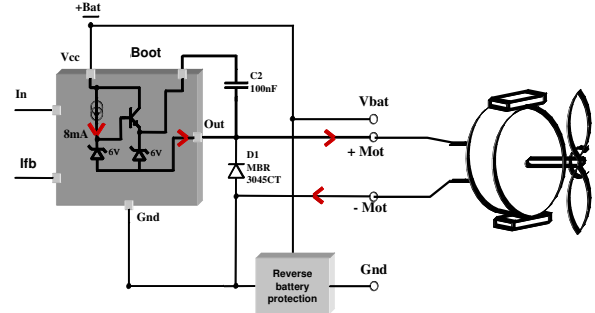 +Bat
Vcc
Boot
C2
100nF
In
Vbat
8mA
6V
6V
Out
+ Mot
D1
MBR
3045CT
Ifb
- Mot
Gnd
Reverse
battery
protection
Gnd